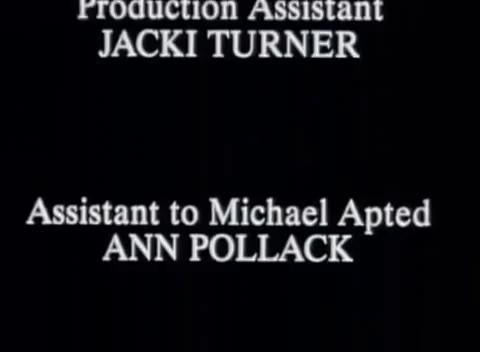 Production Assistant
JACKI TURNER
Assistant to Michael Apted
ANN POLLACK